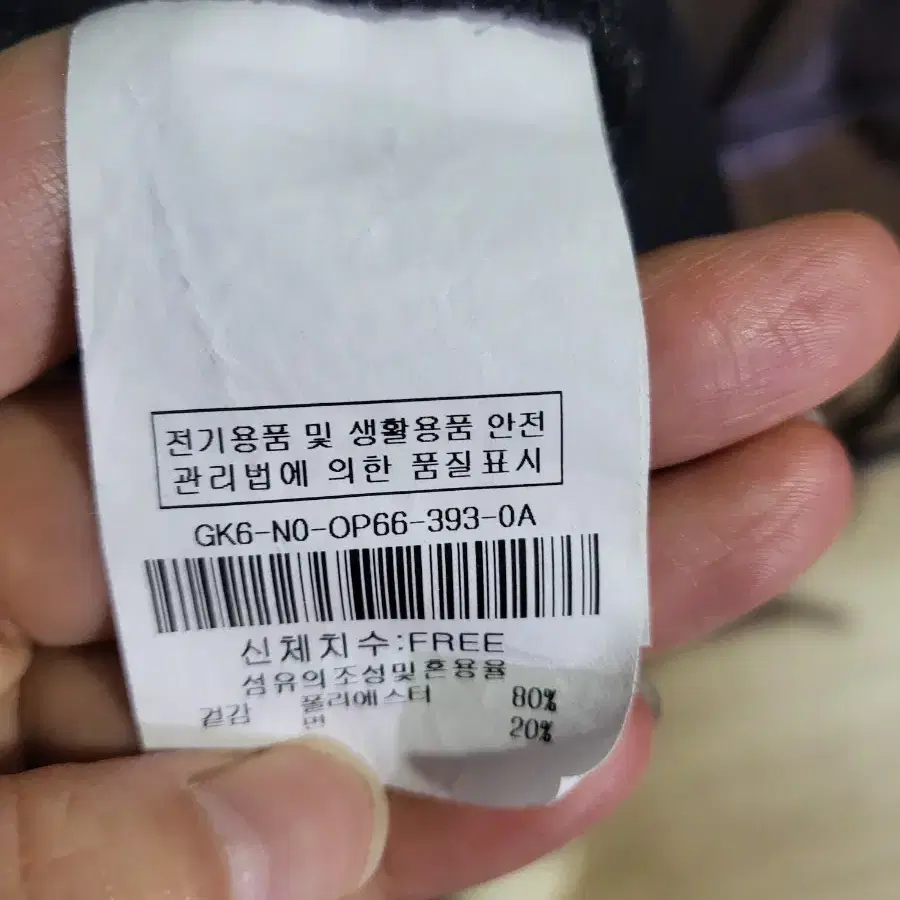 전기용품 및 생활용품 안전
관리법에 의한 품질표시
GK6-N0-OP66-393-0A
신체치수:FREE
섬유의조성및혼용율
겉감 폴리에스터 80%
면 20%